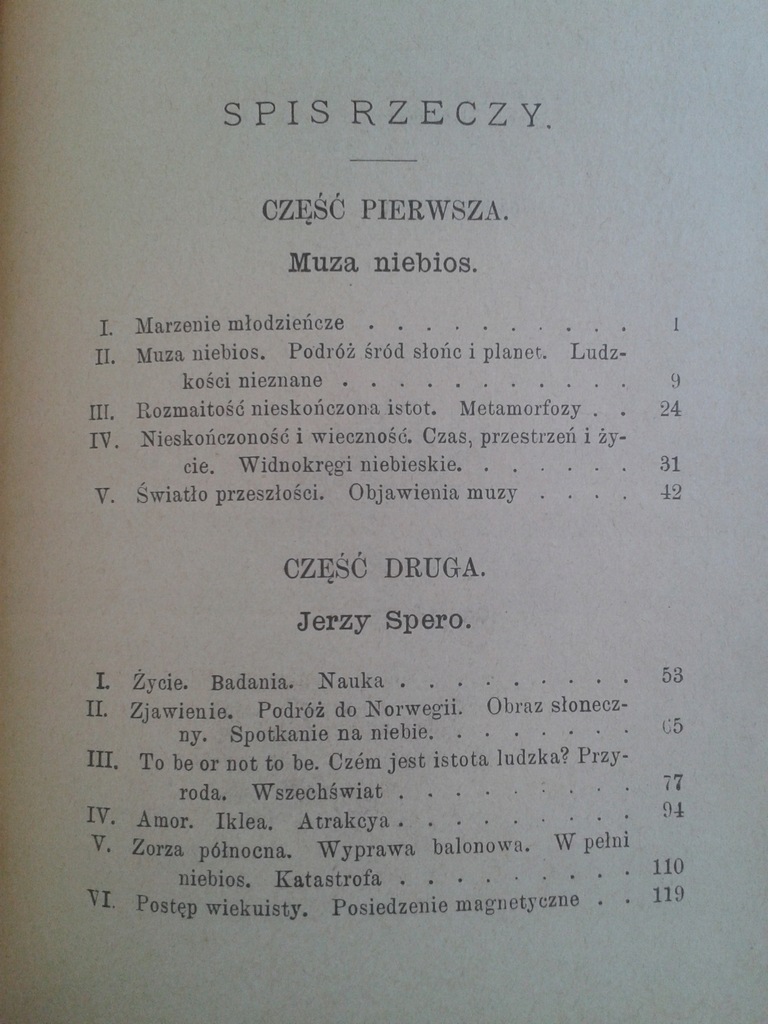 SPIS RZECZY.
CZĘŚĆ PIERWSZA.
Muza niebios.
I. Marzenie młodzieńcze . . . . . . . . . . 1
II. Muza niebios. Podróż śród słońc i planet. Ludz-
kości nieznane . . . . . . . . . . . 9
III. Rozmaitość nieskończona istot. Metamorfozy . . 24
IV. Nieskończoność i wieczność. Czas, przestrzeń i ży-
cie. Widnokręgi niebieskie. . . . . . . 31
V. Światło przeszłości. Objawienia muzy . . . . 42
CZĘŚĆ DRUGA.
Jerzy Spero.
I. Życie. Badania. Nauka . . . . . . . . . 53
II. Zjawienie. Podróż do Norwegii. Obraz słonecz-
ny. Spotkanie na niebie. . . . . . . . 65
III. To be or not to be. Czém jest istota ludzka? Przy-
roda. Wszechświat . . . . . . . . . 77
IV. Amor. Iklea. Atrakcya . . . . . . . . . 94
V. Zorza północna. Wyprawa balonowa. W pełni
niebios. Katastrofa . . . . . . . . . 110
VI. Postęp wiekuisty. Posiedzenie magnetyczne . . 119